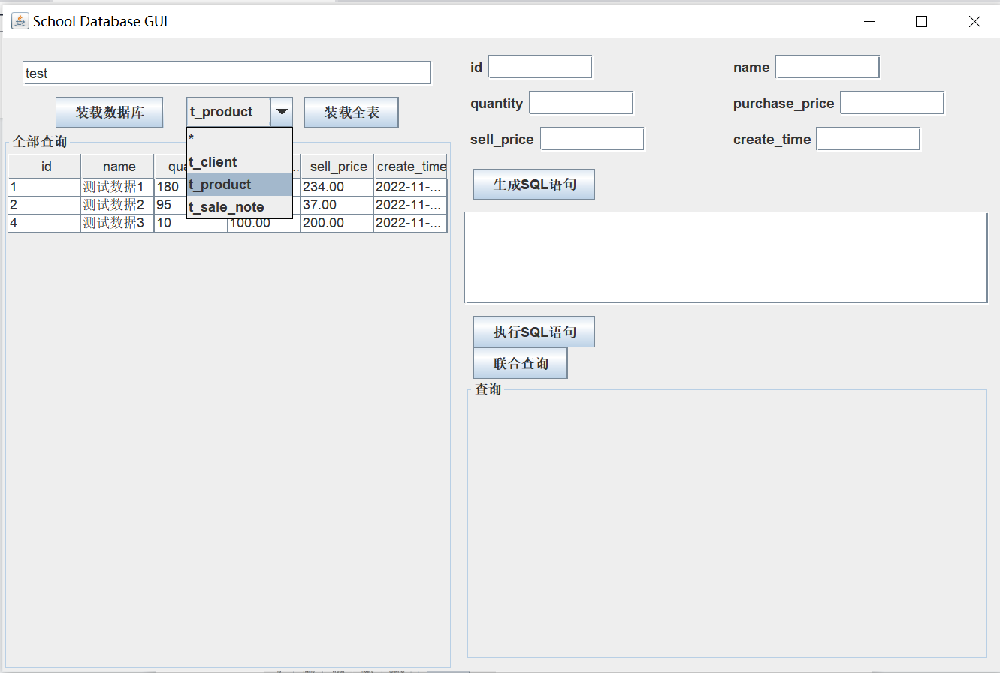 School Database GUI
test
装载数据库
t_product
装载全表
*
t_client
t_product
t_sale_note
全部查询
id name qua ... sell_price create_time
1 测试数据1 180 234.00 2022-11-...
2 测试数据2 95 37.00 2022-11-...
4 测试数据3 10 100.00 200.00 2022-11-...
id
name
quantity
purchase_price
sell_price
create_time
生成SQL语句
执行SQL语句
联合查询
查询